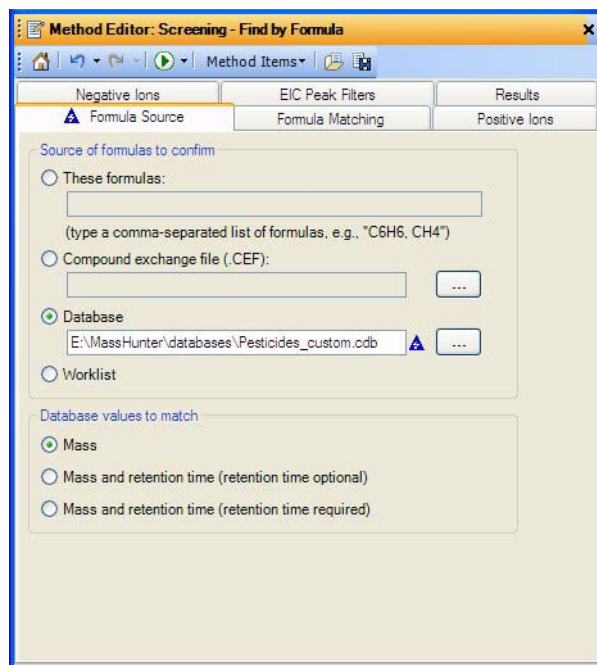 Method Editor: Screening - Find by Formula
Method Items
Negative Ions
EIC Peak Filters
Results
Formula Source
Formula Matching
Positive Ions
Source of formulas to confirm
These formulas:
(type a comma-separated list of formulas, e.g., "C6H6, CH4")
Compound exchange file (.CEF):
...
Database
E:\MassHunter\databases\Pesticides_custom.cdb
...
Worklist
Database values to match
Mass
Mass and retention time (retention time optional)
Mass and retention time (retention time required)